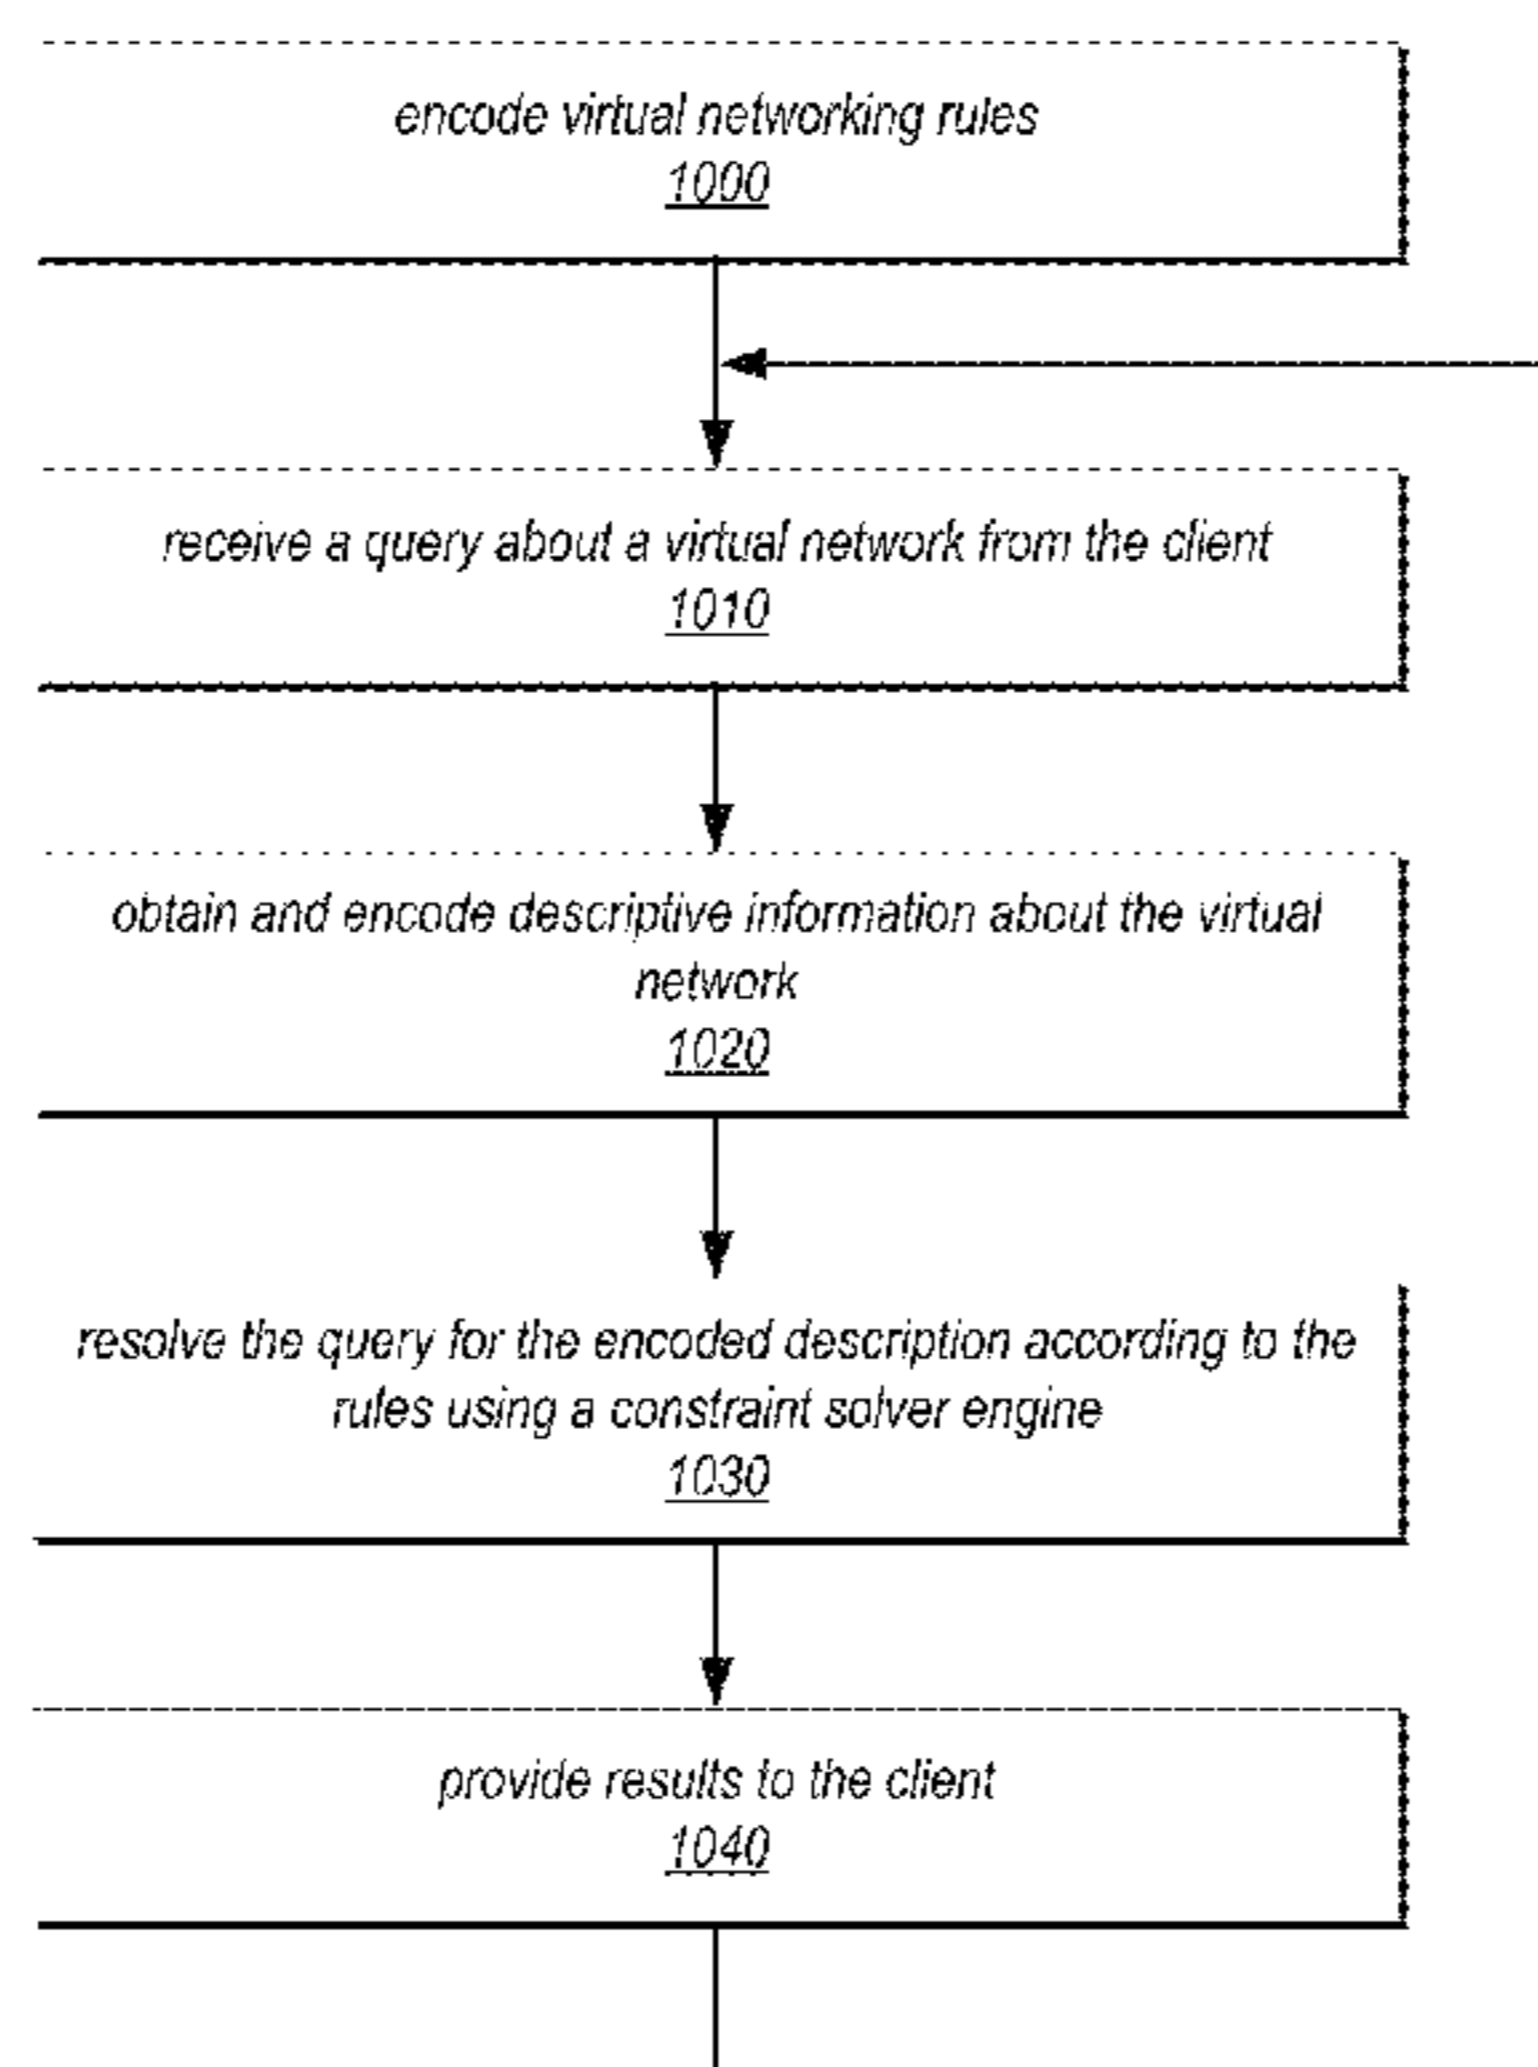 encode virtual networking rules
1000
receive a query about a virtual network from the client
1010
obtain and encode descriptive information about the virtual
network
1020
resolve the query for the encoded description according to the
rules using a constraint solver engine
1030
provide results to the client
1040